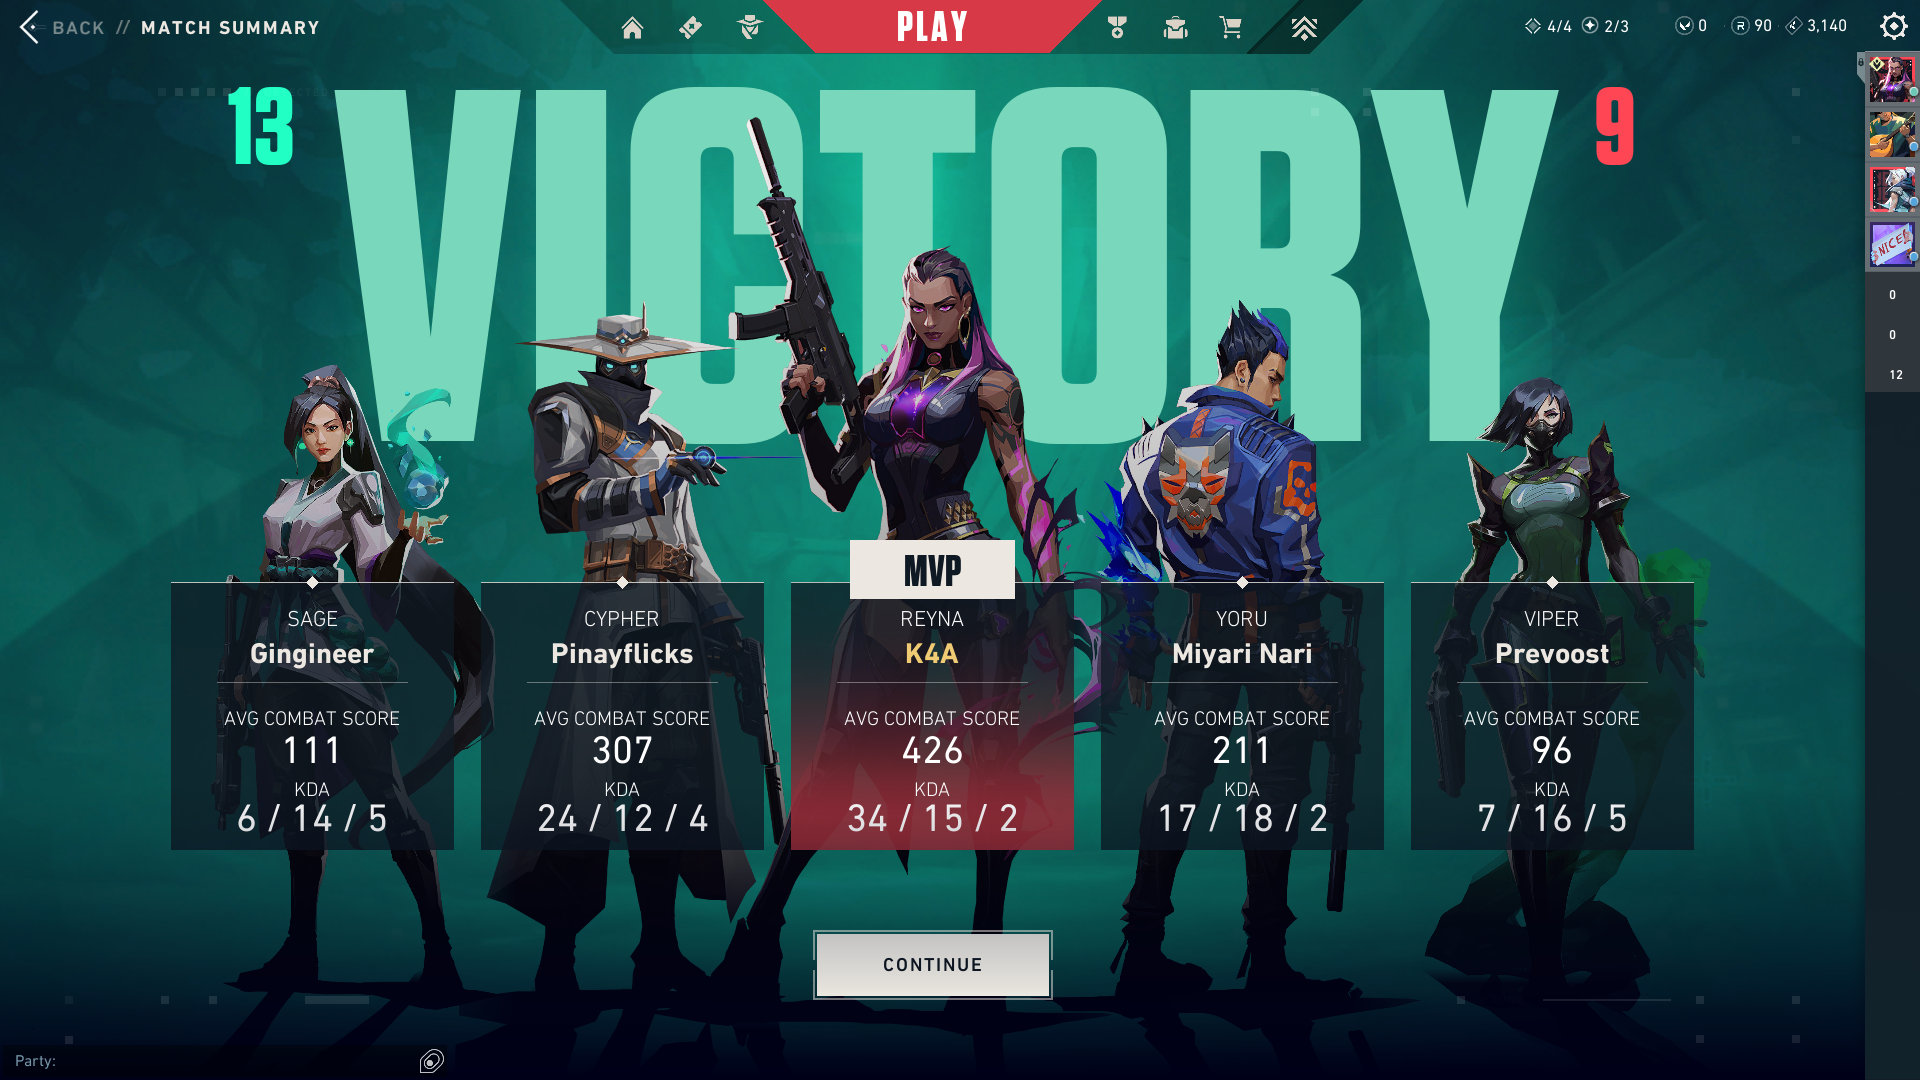 BACK // MATCH SUMMARY
PLAY
4/4 2/3 0 R 90 3,140
13 VICTORY 9
NICE!
0
0
12
MVP
SAGE
Gingineer
AVG COMBAT SCORE
111
KDA
6 / 14 / 5
CYPHER
Pinayflicks
AVG COMBAT SCORE
307
KDA
24 / 12 / 4
REYNA
K4A
AVG COMBAT SCORE
426
KDA
34 / 15 / 2
YORU
Miyari Nari
AVG COMBAT SCORE
211
KDA
17 / 18 / 2
VIPER
Prevoost
AVG COMBAT SCORE
96
KDA
7 / 16 / 5
CONTINUE
Party: